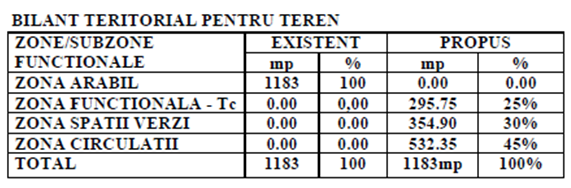 BILANT TERITORIAL PENTRU TEREN
ZONE/SUBZONE EXISTENT PROPUS
FUNCTIONALE mp % mp %
ZONA ARABIL 1183 100 0.00 0.00
ZONA FUNCTIONALA - Tc 0.00 0,00 295.75 25%
ZONA SPATII VERZI 0.00 0.00 354.90 30%
ZONA CIRCULATII 0.00 0.00 532.35 45%
TOTAL 1183 100 1183mp 100%